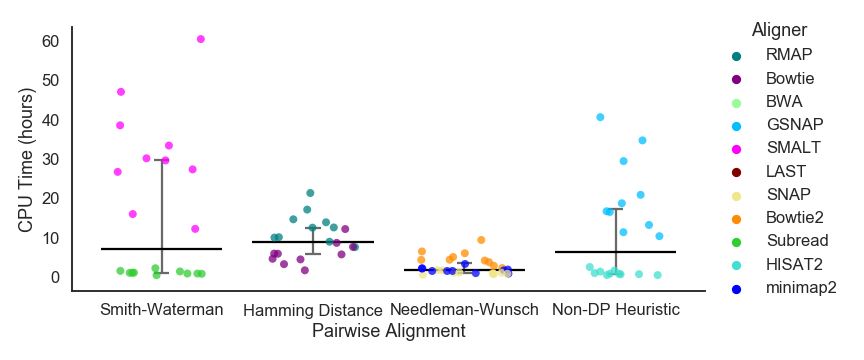 CPU Time (hours)
60
50
40
30
20
10
0
Smith-Waterman
Hamming Distance
Needleman-Wunsch
Non-DP Heuristic
Pairwise Alignment
Aligner
RMAP
Bowtie
BWA
GSNAP
SMALT
LAST
SNAP
Bowtie2
Subread
HISAT2
minimap2